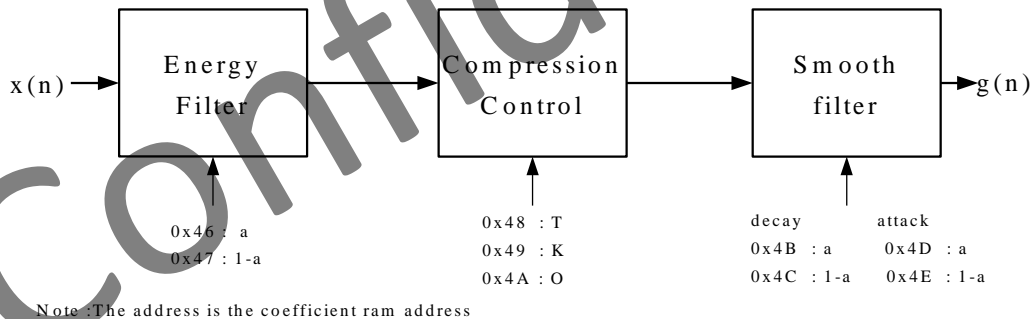 x(n)
Energy
Filter
Compression
Control
Smooth
filter
g(n)
0x46 : a
0x47 : 1-a
0x48 : T
0x49 : K
0x4A : O
decay attack
0x4B : a 0x4D : a
0x4C : 1-a 0x4E : 1-a
Note :The address is the coefficient ram address
Confid